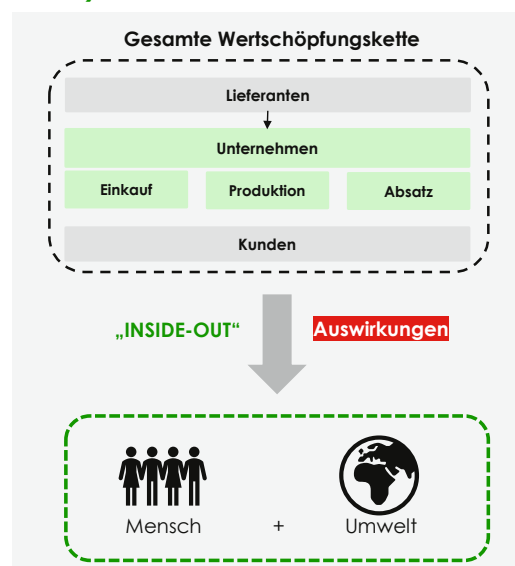 Gesamte Wertschöpfungskette
Lieferanten
Unternehmen
Einkauf Produktion Absatz
Kunden
„INSIDE-OUT“ Auswirkungen
Mensch + Umwelt